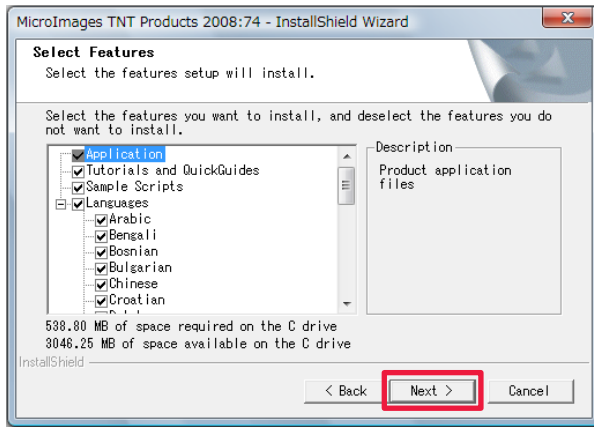 MicroImages TNT Products 2008:74 - InstallShield Wizard
Select Features
Select the features setup will install.
Select the features you want to install, and deselect the features you do
not want to install.
Application
Tutorials and QuickGuides
Sample Scripts
Languages
Arabic
Bengali
Bosnian
Bulgarian
Chinese
Croatian
Description
Product application
files
538.80 MB of space required on the C drive
3046.25 MB of space available on the C drive
InstallShield
< Back
Next >
Cancel